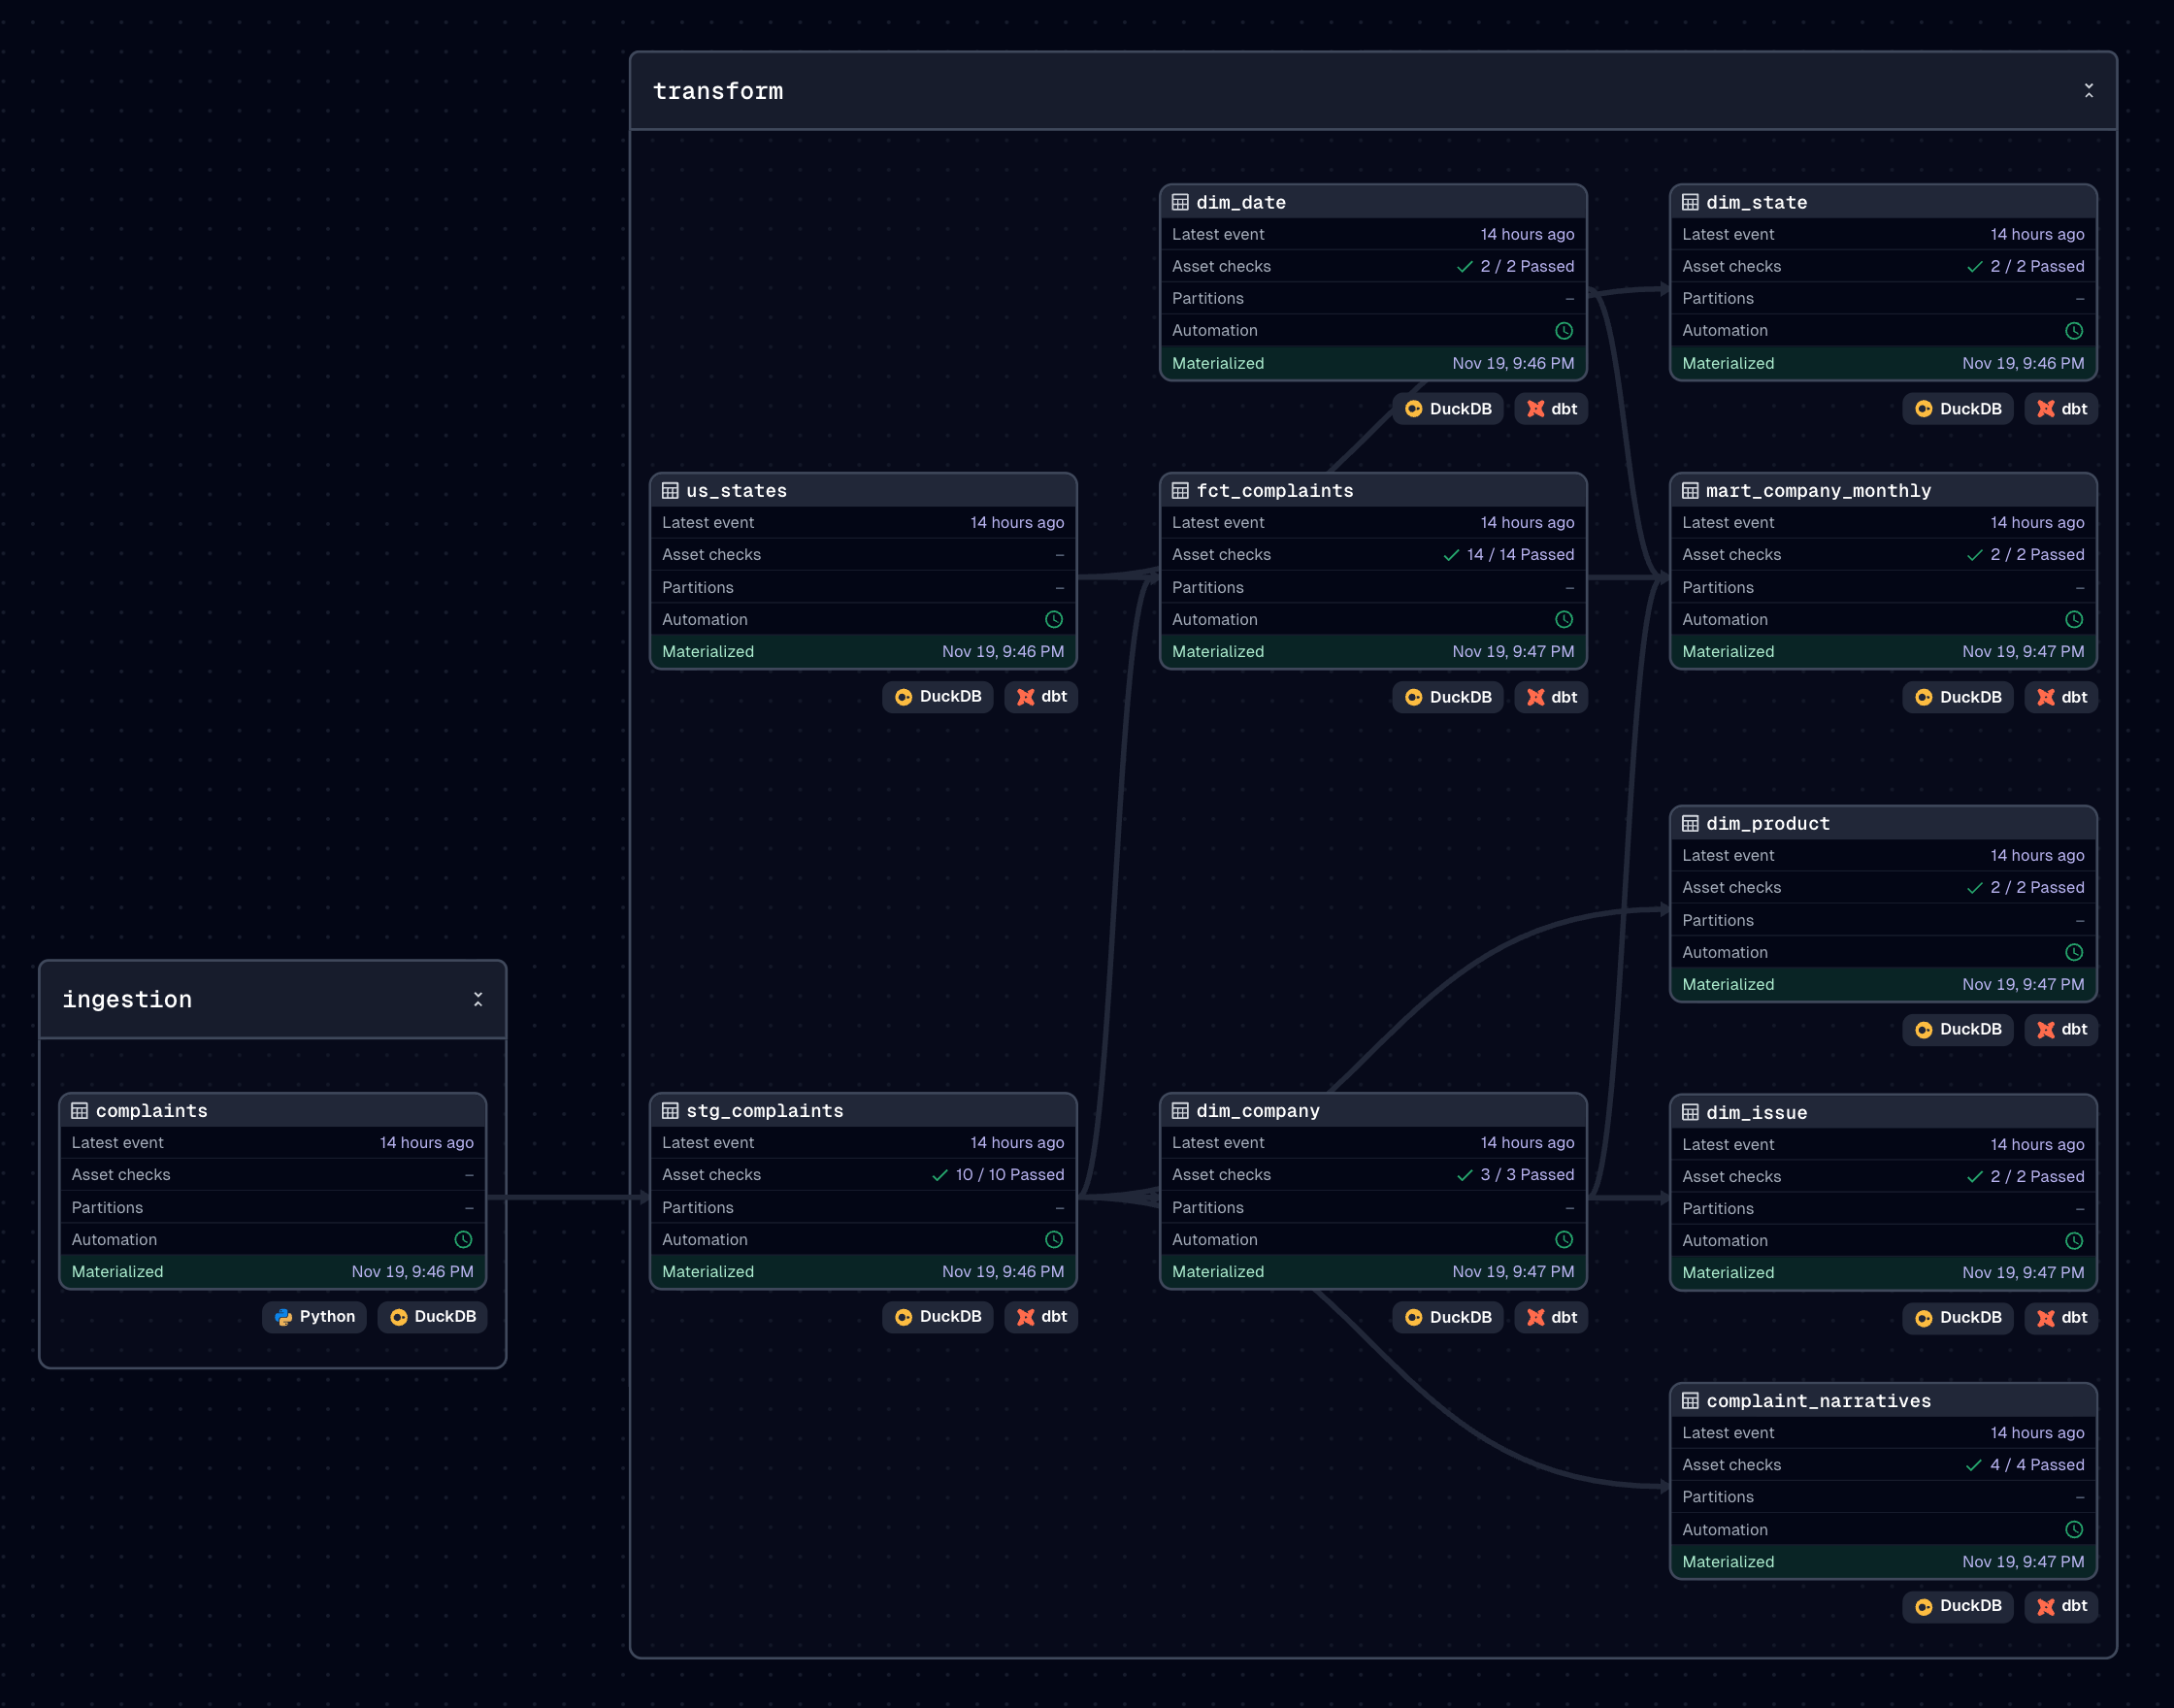 transform
dim_date
Latest event 14 hours ago
Asset checks 2 / 2 Passed
Partitions –
Automation
Materialized Nov 19, 9:46 PM
DuckDB dbt
dim_state
Latest event 14 hours ago
Asset checks 2 / 2 Passed
Partitions –
Automation
Materialized Nov 19, 9:46 PM
DuckDB dbt
us_states
Latest event 14 hours ago
Asset checks –
Partitions –
Automation
Materialized Nov 19, 9:46 PM
DuckDB dbt
fct_complaints
Latest event 14 hours ago
Asset checks 14 / 14 Passed
Partitions –
Automation
Materialized Nov 19, 9:47 PM
DuckDB dbt
mart_company_monthly
Latest event 14 hours ago
Asset checks 2 / 2 Passed
Partitions –
Automation
Materialized Nov 19, 9:47 PM
DuckDB dbt
dim_product
Latest event 14 hours ago
Asset checks 2 / 2 Passed
Partitions –
Automation
Materialized Nov 19, 9:47 PM
DuckDB dbt
ingestion
complaints
Latest event 14 hours ago
Asset checks –
Partitions –
Automation
Materialized Nov 19, 9:46 PM
Python DuckDB
stg_complaints
Latest event 14 hours ago
Asset checks 10 / 10 Passed
Partitions –
Automation
Materialized Nov 19, 9:46 PM
DuckDB dbt
dim_company
Latest event 14 hours ago
Asset checks 3 / 3 Passed
Partitions –
Automation
Materialized Nov 19, 9:47 PM
DuckDB dbt
dim_issue
Latest event 14 hours ago
Asset checks 2 / 2 Passed
Partitions –
Automation
Materialized Nov 19, 9:47 PM
DuckDB dbt
complaint_narratives
Latest event 14 hours ago
Asset checks 4 / 4 Passed
Partitions –
Automation
Materialized Nov 19, 9:47 PM
DuckDB dbt